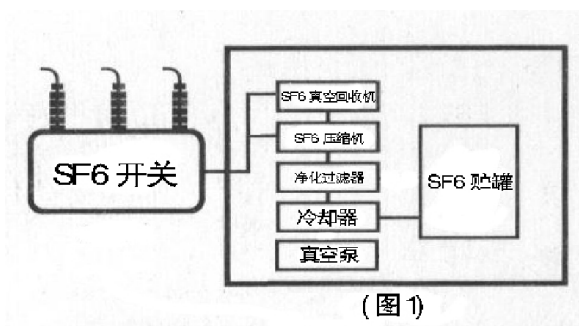 SF6 真空回收机
SF6 压缩机
SF6 开关
净化过滤器
SF6 贮罐
冷却器
真空泵
(图1)